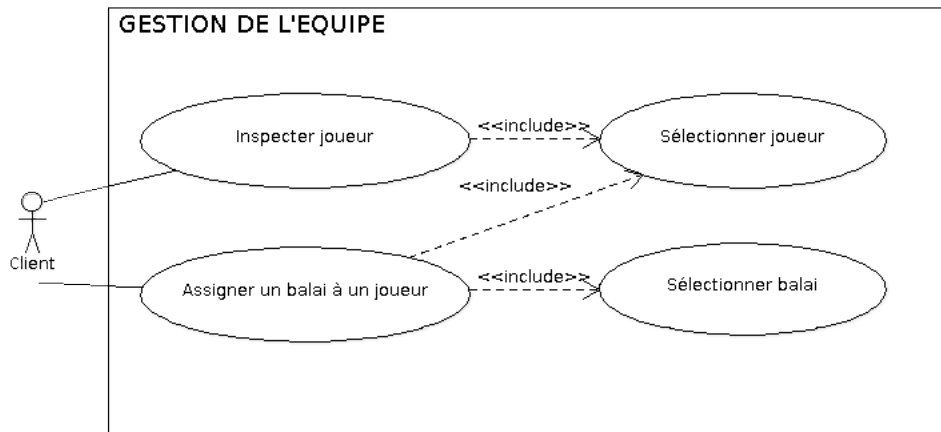 GESTION DE L'EQUIPE
Inspecter joueur
<<include>>
Sélectionner joueur
<<include>>
Client
Assigner un balai à un joueur
<<include>>
Sélectionner balai